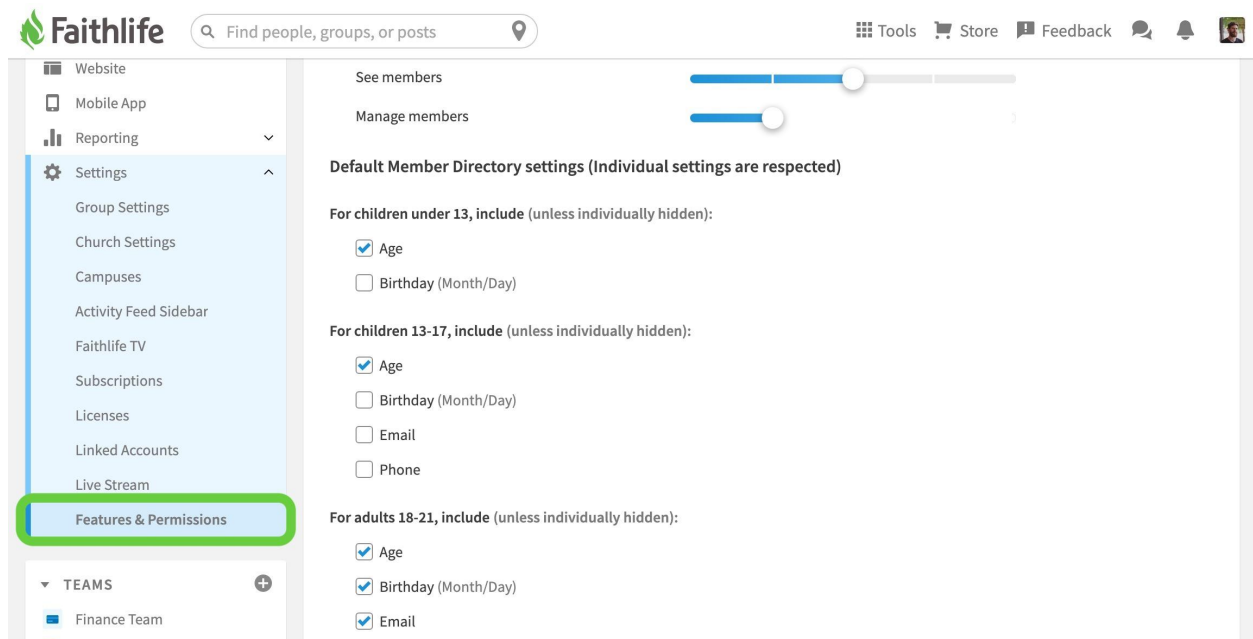 Faithlife
Find people, groups, or posts
Tools
Store
Feedback
Website
Mobile App
Reporting
Settings
Group Settings
Church Settings
Campuses
Activity Feed Sidebar
Faithlife TV
Subscriptions
Licenses
Linked Accounts
Live Stream
Features & Permissions
TEAMS
Finance Team
See members
Manage members
Default Member Directory settings (Individual settings are respected)
For children under 13, include (unless individually hidden):
Age
Birthday (Month/Day)
For children 13-17, include (unless individually hidden):
Age
Birthday (Month/Day)
Email
Phone
For adults 18-21, include (unless individually hidden):
Age
Birthday (Month/Day)
Email